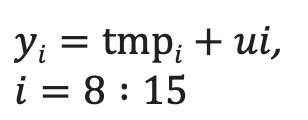 yᵢ = tmpᵢ + ui,
i = 8 : 15